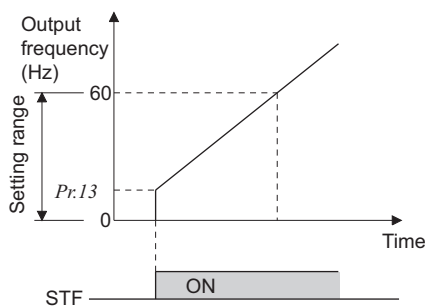 Output
frequency
(Hz)
Setting range
60
Pr.13
0
Time
ON
STF